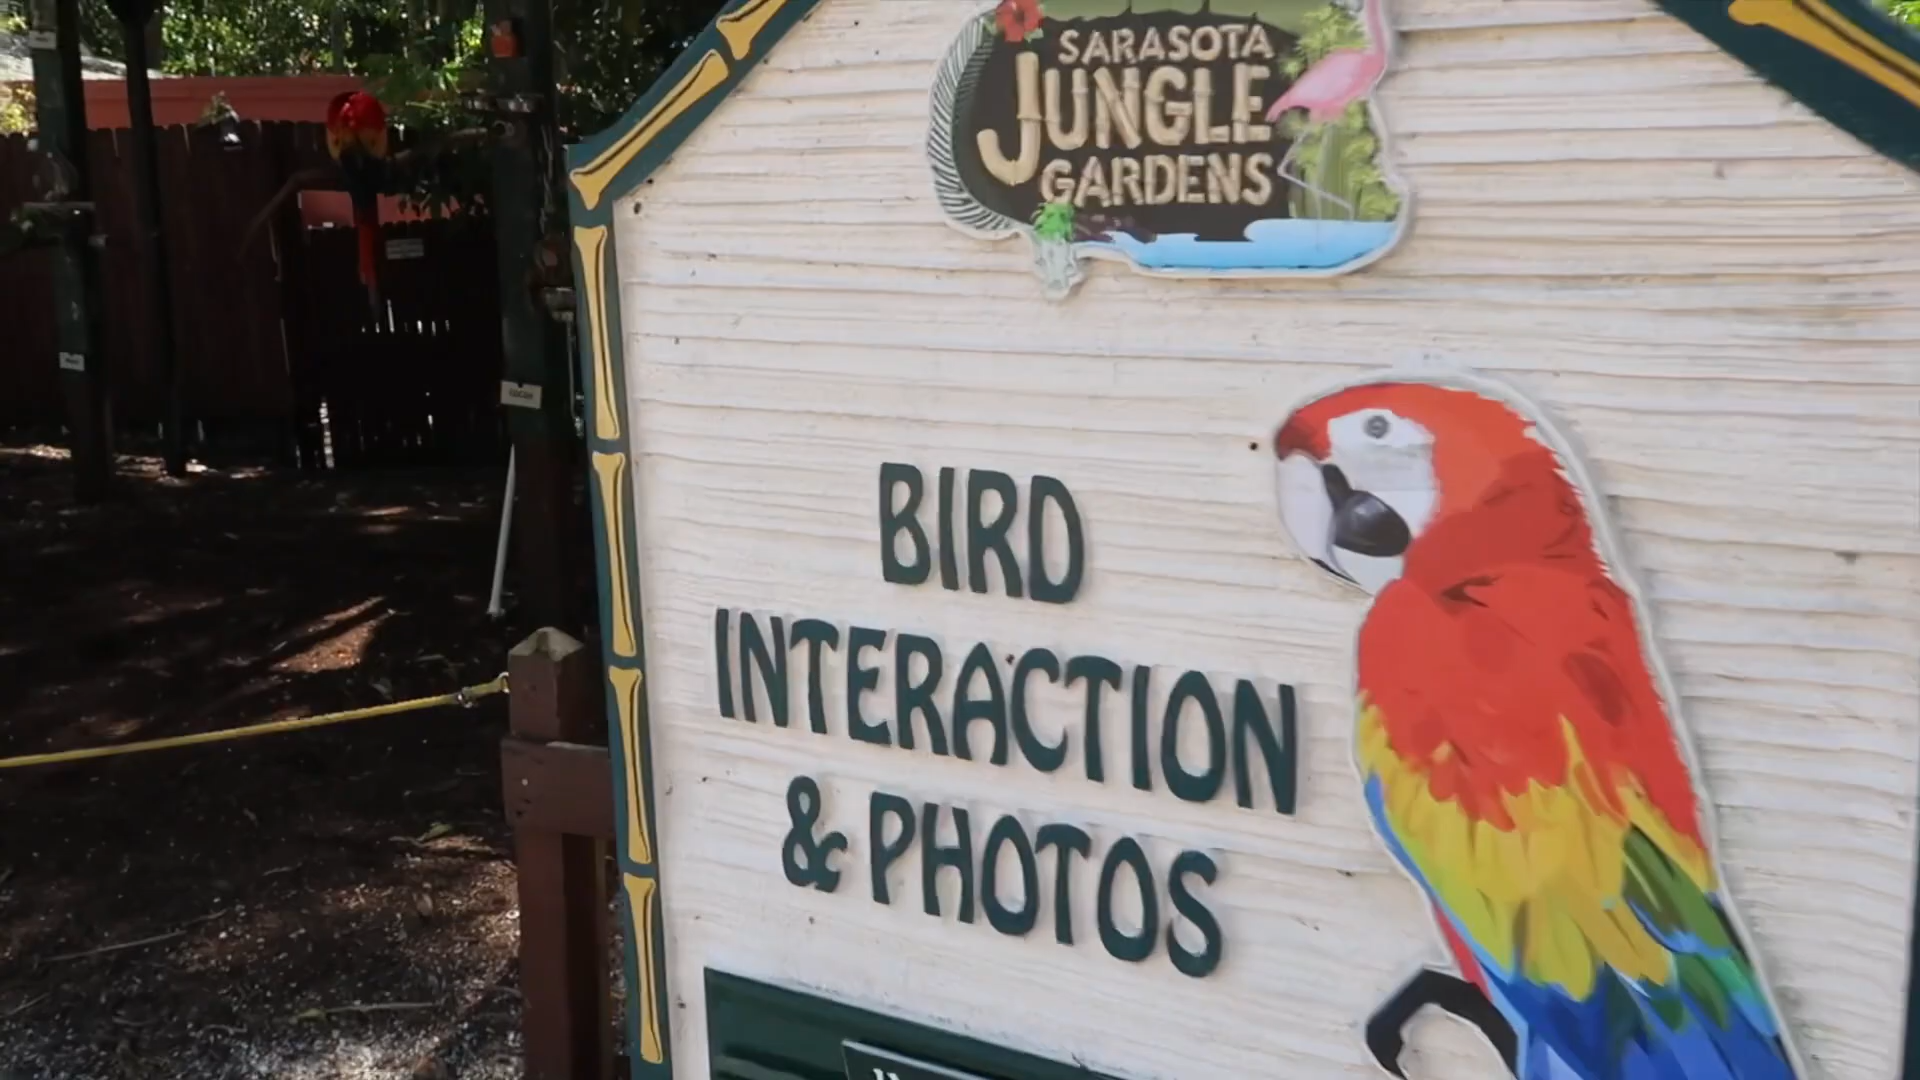 SARASOTA
JUNGLE
GARDENS
BIRD
INTERACTION
& PHOTOS